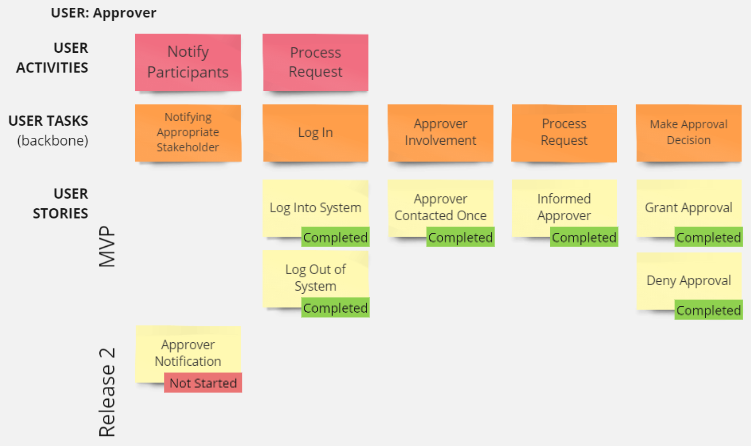 USER: Approver
USER
ACTIVITIES
Notify
Participants
Process
Request
USER TASKS
(backbone)
Notifying
Appropriate
Stakeholder
Log In
Approver
Involvement
Process
Request
Make Approval
Decision
USER
STORIES
MVP
Log Into System
Completed
Approver
Contacted Once
Completed
Informed
Approver
Completed
Grant Approval
Completed
Log Out of
System
Completed
Deny Approval
Completed
Release 2
Approver
Notification
Not Started